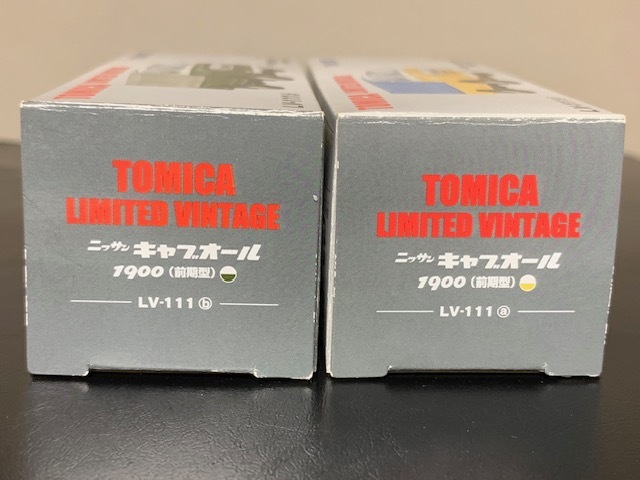 TOMICA
LIMITED VINTAGE
ニッサン キャブオール
1900（前期型）
LV-111 ⓑ
TOMICA
LIMITED VINTAGE
ニッサン キャブオール
1900（前期型）
LV-111 ⓐ